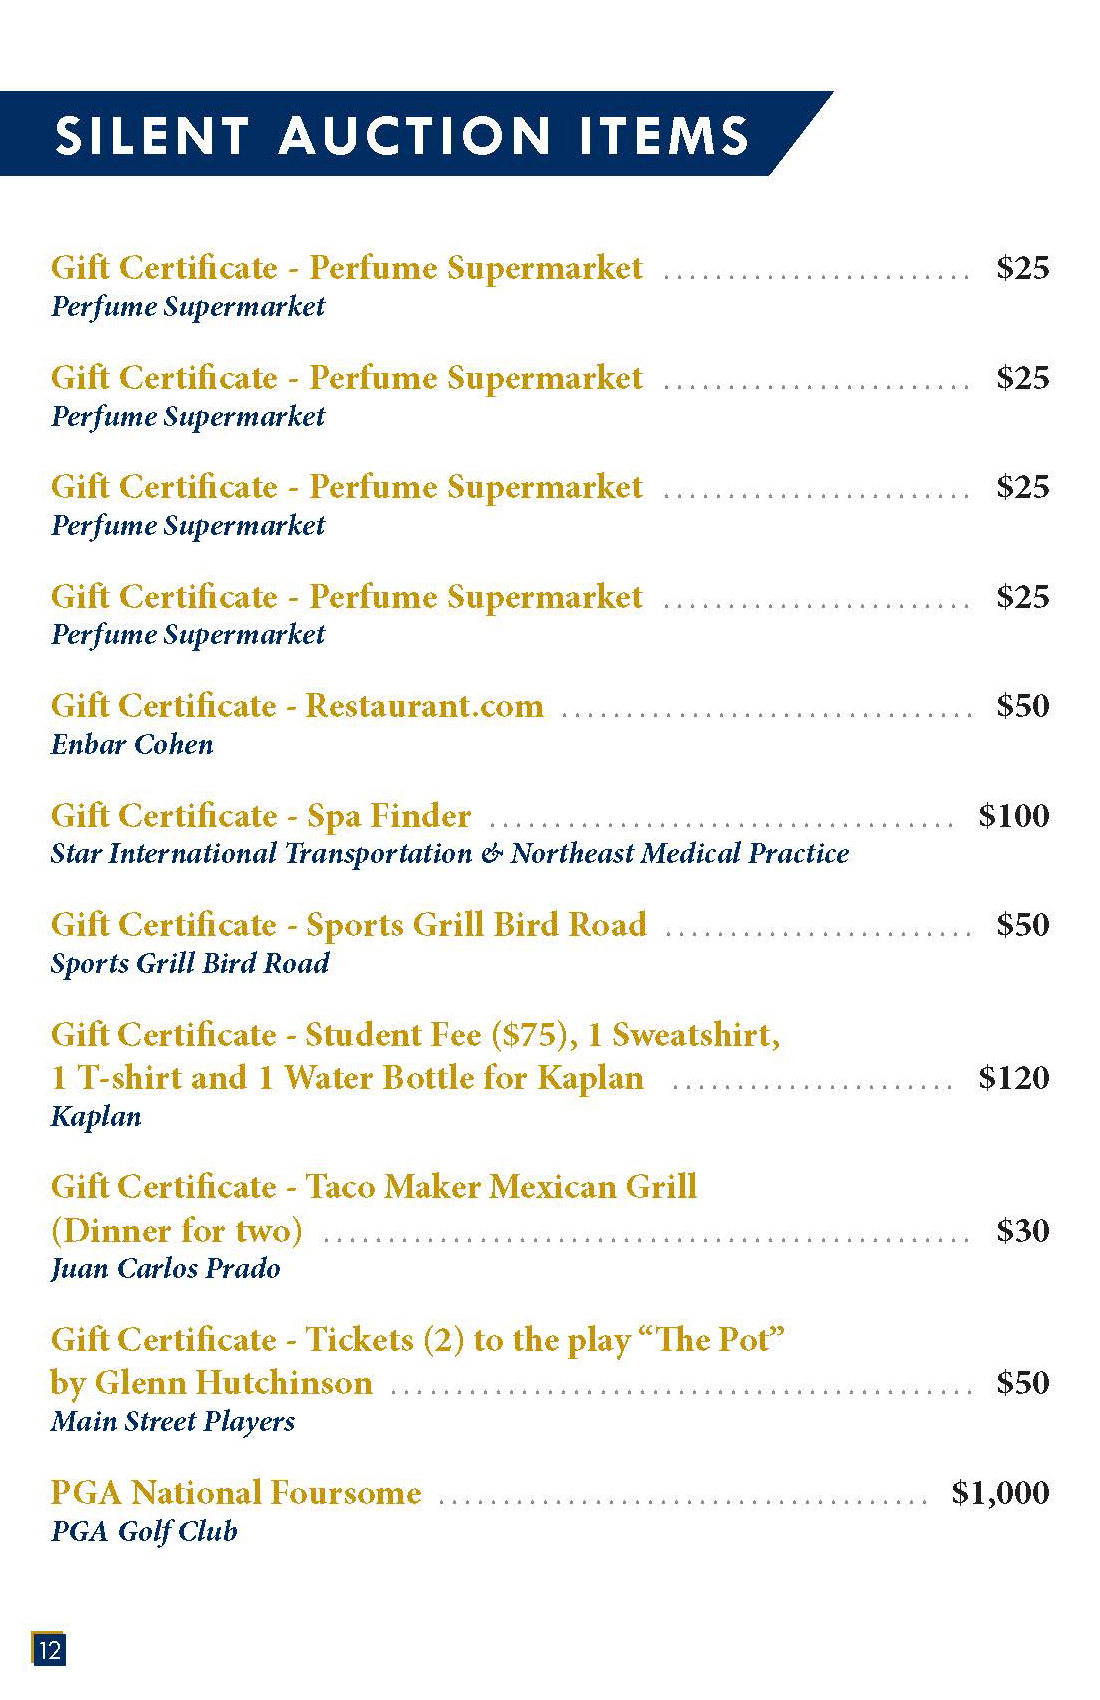 SILENT AUCTION ITEMS
Gift Certificate - Perfume Supermarket . . . . . . . . . . . . . . . . . . . . . . . . $25
Perfume Supermarket
Gift Certificate - Perfume Supermarket . . . . . . . . . . . . . . . . . . . . . . . . $25
Perfume Supermarket
Gift Certificate - Perfume Supermarket . . . . . . . . . . . . . . . . . . . . . . . . $25
Perfume Supermarket
Gift Certificate - Perfume Supermarket . . . . . . . . . . . . . . . . . . . . . . . . $25
Perfume Supermarket
Gift Certificate - Restaurant.com . . . . . . . . . . . . . . . . . . . . . . . . . . . . . . . . $50
Enbar Cohen
Gift Certificate - Spa Finder . . . . . . . . . . . . . . . . . . . . . . . . . . . . . . . . . . . . $100
Star International Transportation & Northeast Medical Practice
Gift Certificate - Sports Grill Bird Road . . . . . . . . . . . . . . . . . . . . . . . . $50
Sports Grill Bird Road
Gift Certificate - Student Fee ($75), 1 Sweatshirt,
1 T-shirt and 1 Water Bottle for Kaplan . . . . . . . . . . . . . . . . . . . . . . $120
Kaplan
Gift Certificate - Taco Maker Mexican Grill
(Dinner for two) . . . . . . . . . . . . . . . . . . . . . . . . . . . . . . . . . . . . . . . . . . . . . . . . . . $30
Juan Carlos Prado
Gift Certificate - Tickets (2) to the play “The Pot”
by Glenn Hutchinson . . . . . . . . . . . . . . . . . . . . . . . . . . . . . . . . . . . . . . . . . . . . . $50
Main Street Players
PGA National Foursome . . . . . . . . . . . . . . . . . . . . . . . . . . . . . . . . . . . . . . $1,000
PGA Golf Club
12